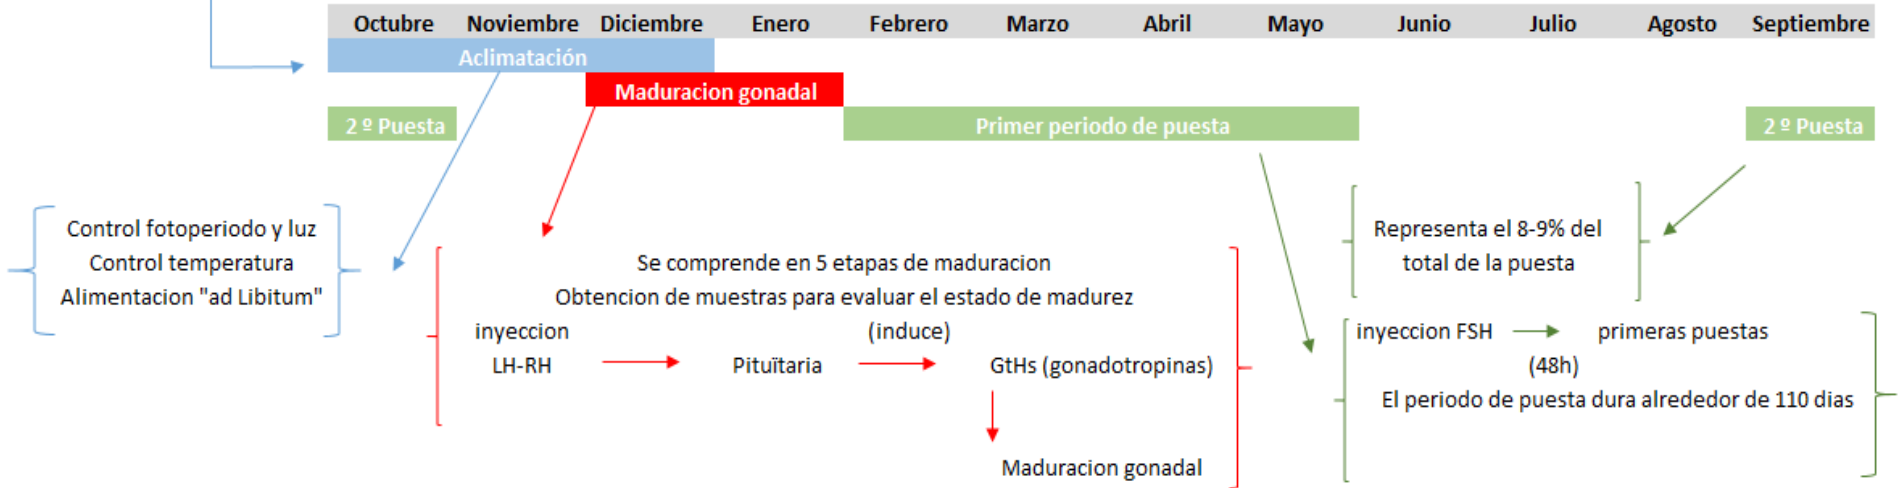 Octubre Noviembre Diciembre Enero Febrero Marzo Abril Mayo Junio Julio Agosto Septiembre
Aclimatación
Maduracion gonadal
2 º Puesta Primer periodo de puesta 2 º Puesta
Control fotoperiodo y luz
Control temperatura
Alimentacion "ad Libitum"
Se comprende en 5 etapas de maduracion
Obtencion de muestras para evaluar el estado de madurez
inyeccion (induce)
LH-RH Pituïtaria GtHs (gonadotropinas)
Maduracion gonadal
Representa el 8-9% del
total de la puesta
inyeccion FSH primeras puestas
(48h)
El periodo de puesta dura alrededor de 110 dias